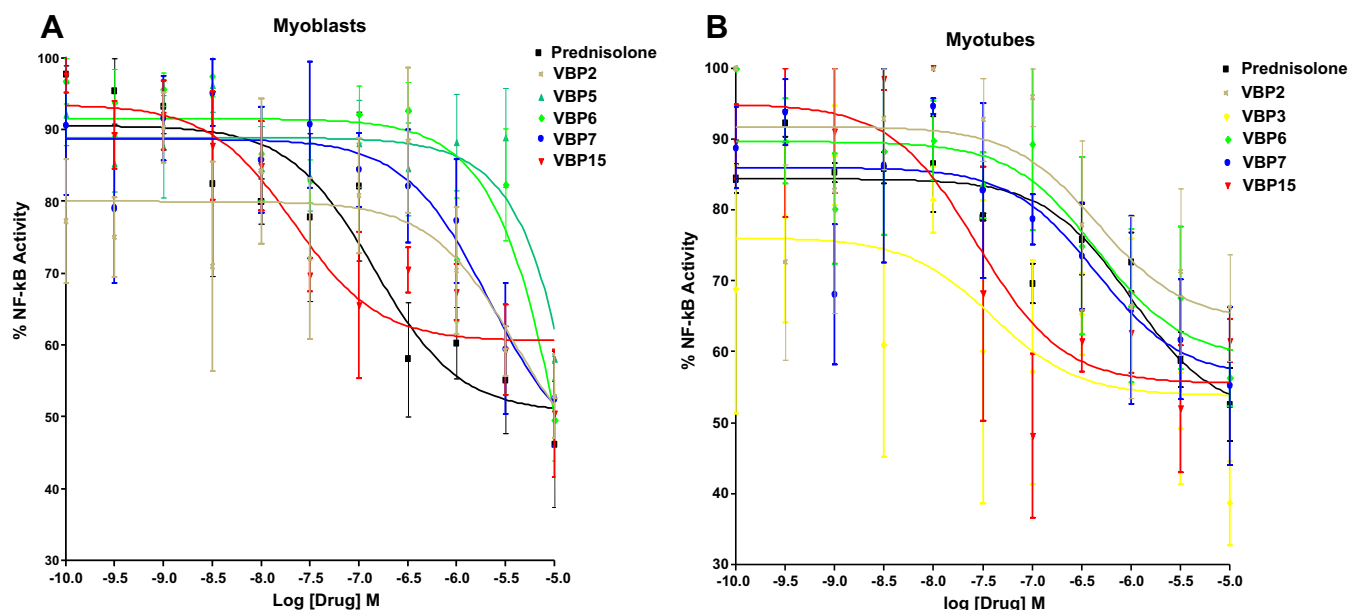 A
Myoblasts
% NF-kB Activity
100
90
80
70
60
50
40
30
-10.0 -9.5 -9.0 -8.5 -8.0 -7.5 -7.0 -6.5 -6.0 -5.5 -5.0
Log [Drug] M
Prednisolone
VBP2
VBP5
VBP6
VBP7
VBP15
B
Myotubes
% NF-kB Activity
100
90
80
70
60
50
40
30
-10.0 -9.5 -9.0 -8.5 -8.0 -7.5 -7.0 -6.5 -6.0 -5.5 -5.0
log [Drug] M
Prednisolone
VBP2
VBP3
VBP6
VBP7
VBP15